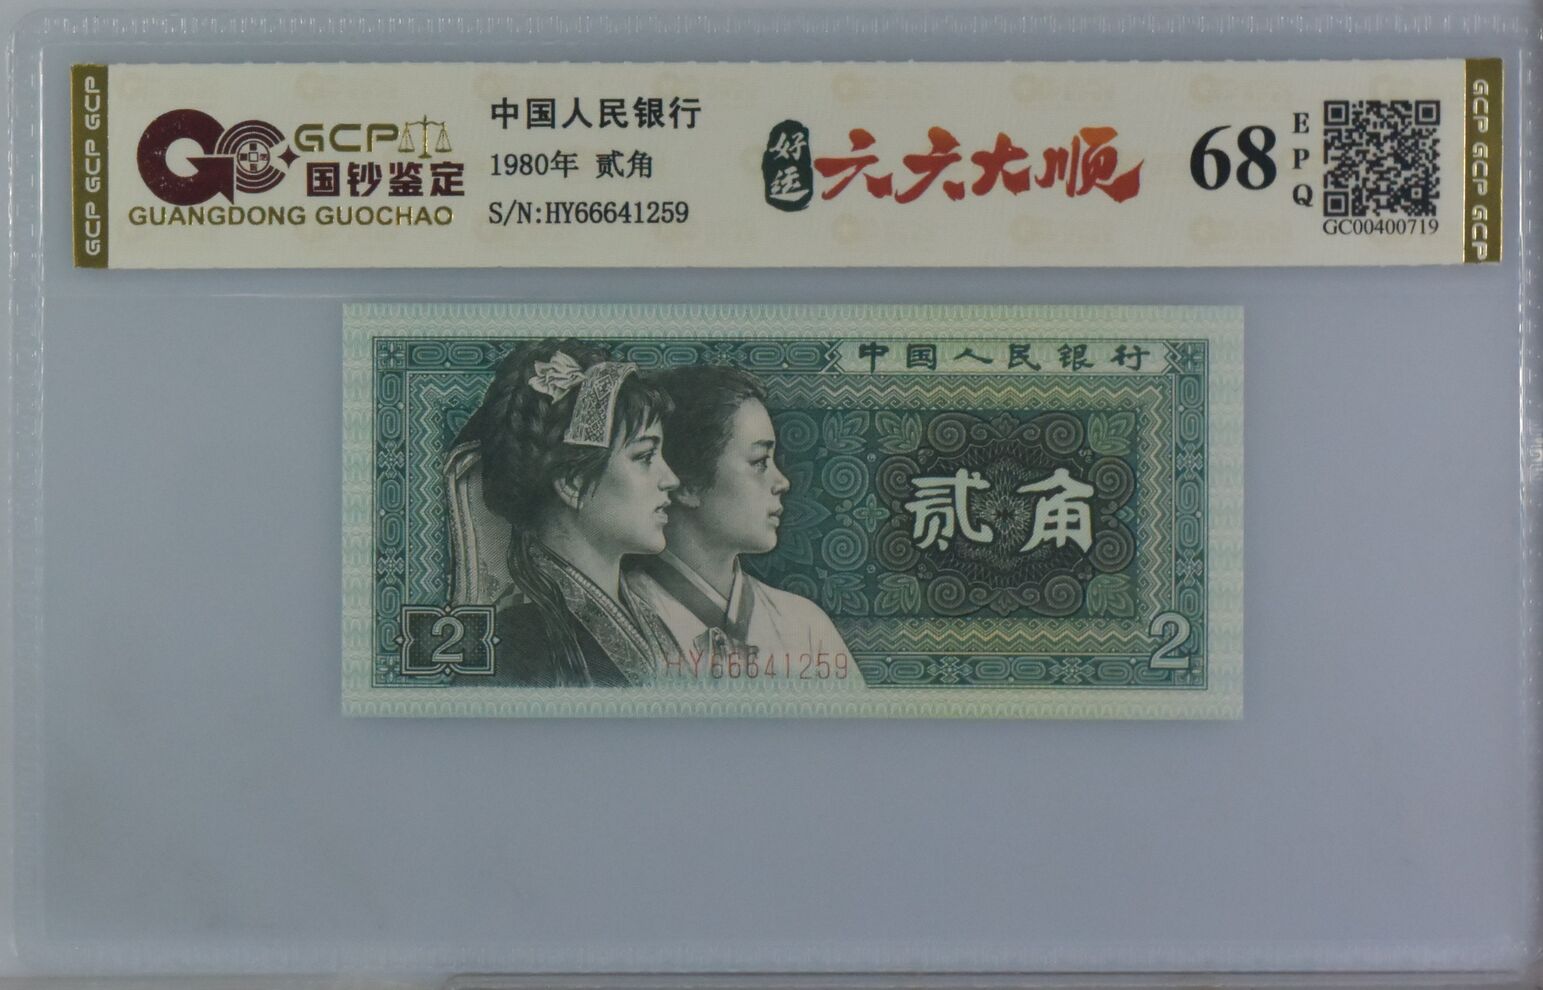 GCP GCP GCP
GC GCP
国钞鉴定
GUANGDONG GUOCHAO
中国人民银行
1980年 贰角
S/N:HY66641259
好运
六六大顺
68
EPQ
GC00400719
GCP GCP GCP
中国人民银行
贰角
2
2
HY66641259